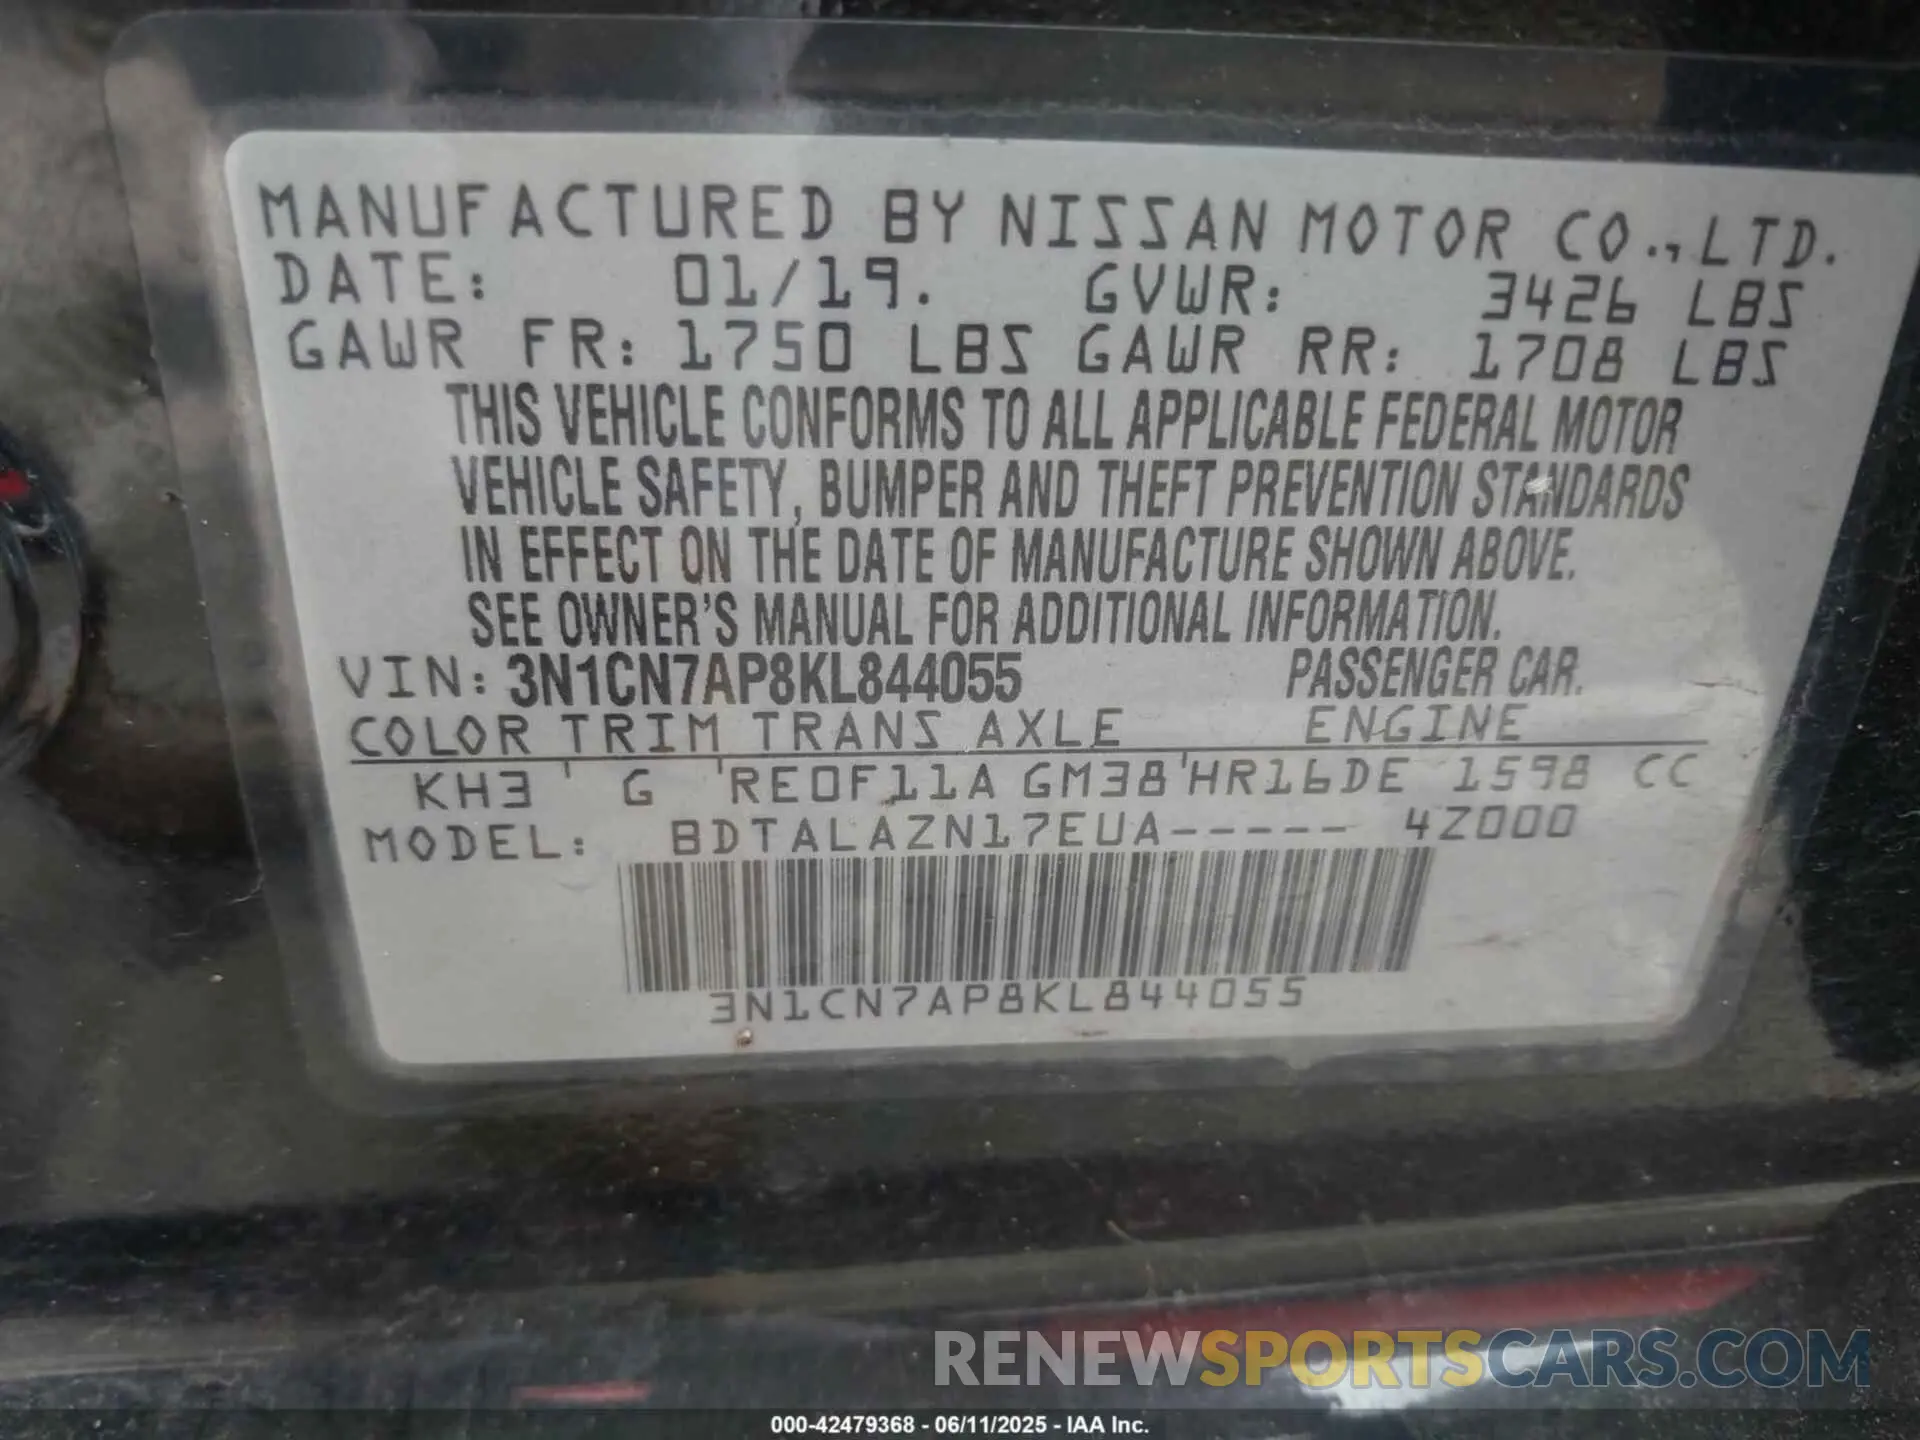 MANUFACTURED BY NISSAN MOTOR CO., LTD.
DATE: 01/19. GVWR: 3426 LBS
GAWR FR: 1750 LBS GAWR RR: 1708 LBS
THIS VEHICLE CONFORMS TO ALL APPLICABLE FEDERAL MOTOR
VEHICLE SAFETY, BUMPER AND THEFT PREVENTION STANDARDS
IN EFFECT ON THE DATE OF MANUFACTURE SHOWN ABOVE.
SEE OWNER'S MANUAL FOR ADDITIONAL INFORMATION.
VIN: 3N1CN7AP8KL844055 PASSENGER CAR.
COLOR TRIM TRANS AXLE ENGINE
KH3 ' G 'RE0F11A GM38'HR16DE 1598 CC
MODEL: BDTALAZN17EUA----- 4Z000
3N1CN7AP8KL844055
RENEWSPORTSCARS.COM
000-42479368 - 06/11/2025 - IAA Inc.